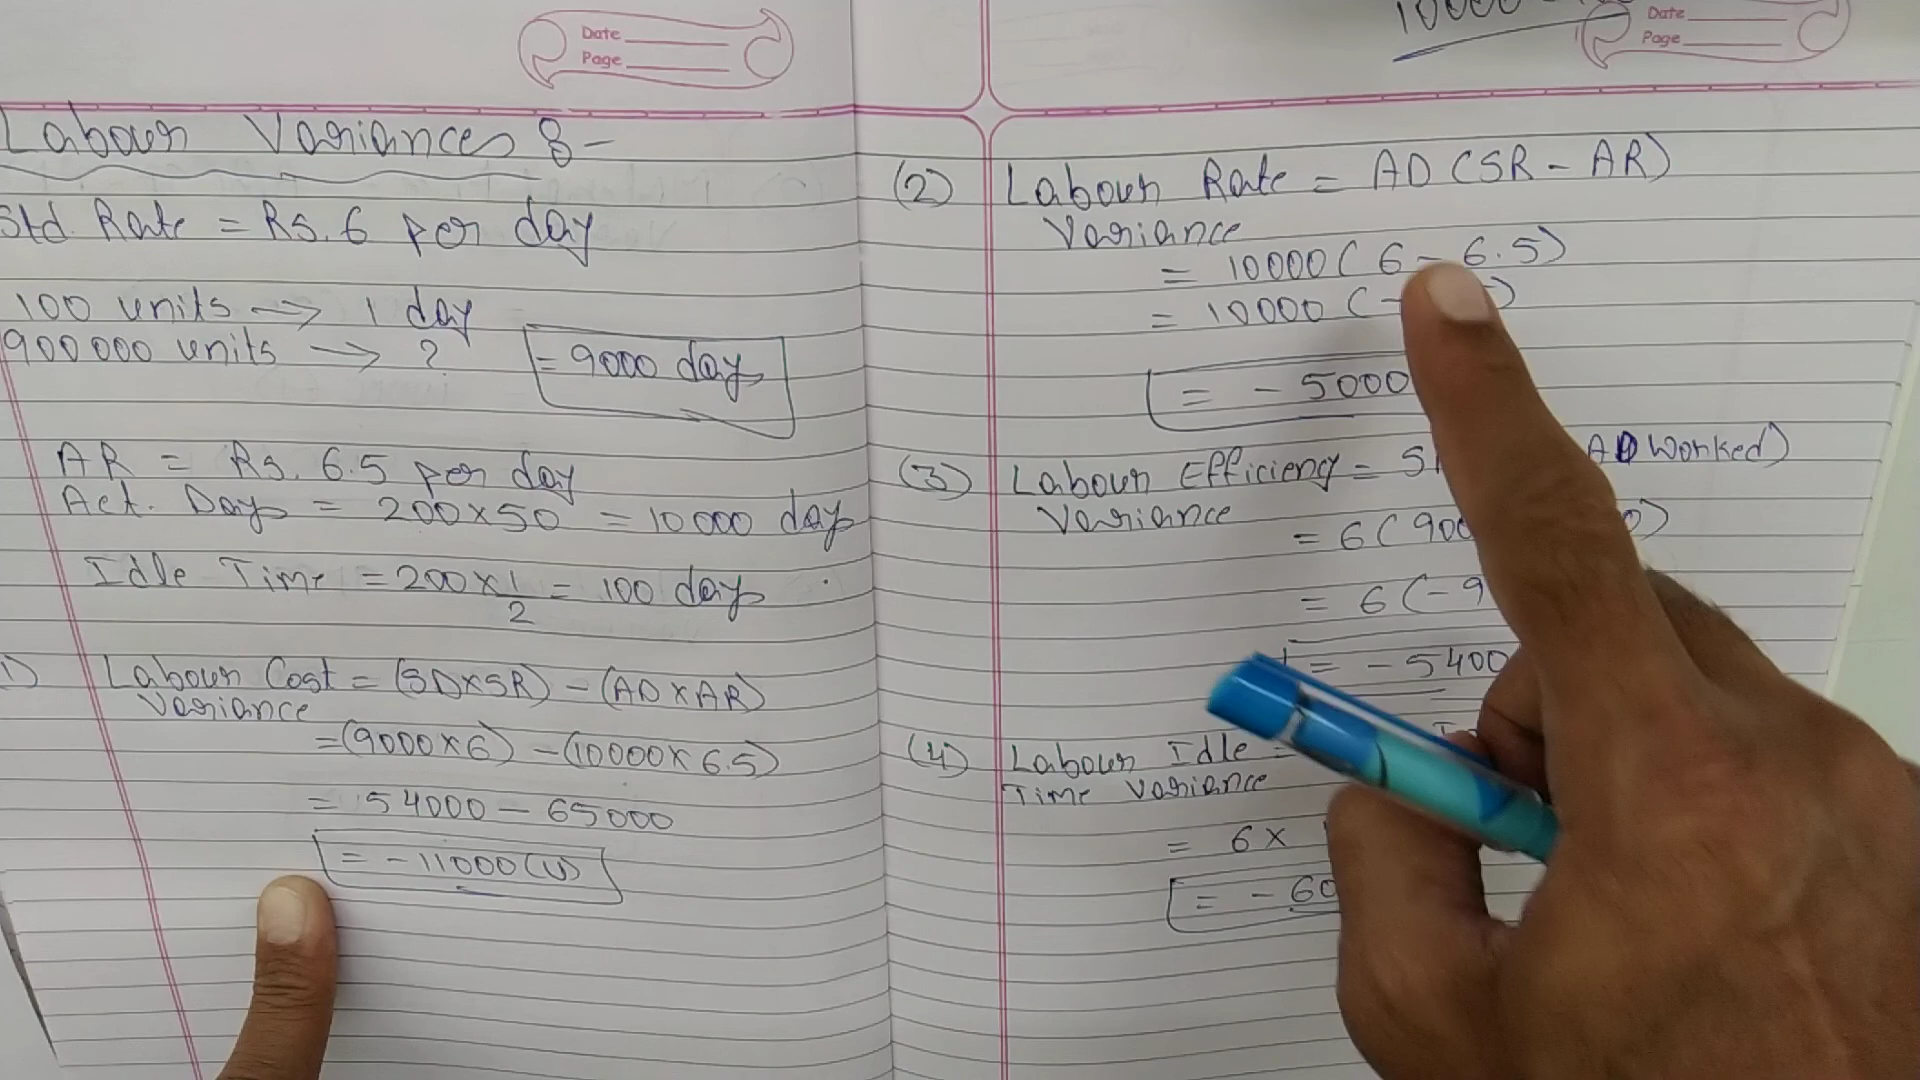 Date
Page
Labour Variances :-
Std. Rate = Rs. 6 per day
100 units → 1 day
900000 units → ?
= 9000 days
AR = Rs. 6.5 per day
Act. Days = 200×50 = 10000 days
Idle Time = 200×1/2 = 100 days
1) Labour Cost Variance = (SD×SR) - (AD×AR)
= (9000×6) - (10000×6.5)
= 54000 - 65000
= - 11000 (U)
10000
Date
Page
(2) Labour Rate Variance = AD (SR - AR)
= 10000 ( 6 - 6.5)
= 10000 (-
= - 5000
(3) Labour Efficiency Variance = AD Worked)
= 6 ( 900
= 6 (- 9
= - 5400
(4) Labour Idle Time Variance =
= 6 ×
= - 60